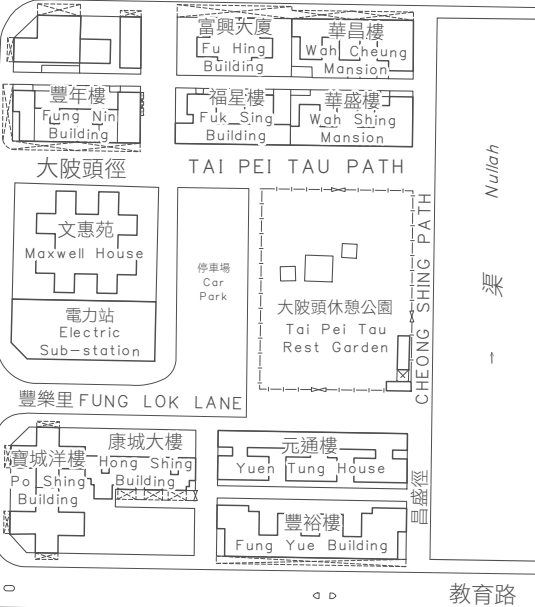 富興大廈
Fu Hing
Building
華昌樓
Wah Cheung
Mansion
豐年樓
Fung Nin
Building
福星樓
Fuk Sing
Building
華盛樓
Wah Shing
Mansion
大陂頭徑
TAI PEI TAU PATH
Nullah
渠
文惠苑
Maxwell House
停車場
Car
Park
大陂頭休憩公園
Tai Pei Tau
Rest Garden
CHEONG SHING PATH
電力站
Electric
Sub-station
豐樂里 FUNG LOK LANE
康城大樓
Hong Shing
Building
寶城洋樓
Po Shing
Building
元通樓
Yuen Tung House
昌盛徑
豐裕樓
Fung Yue Building
教育路